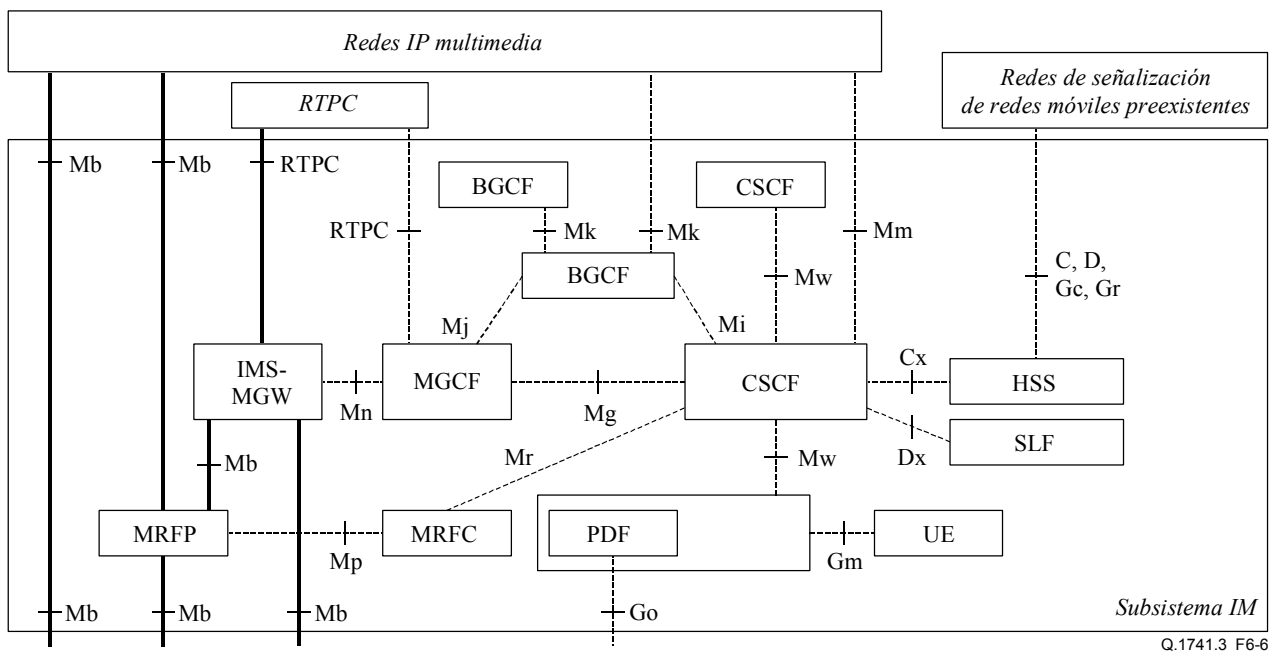 Redes IP multimedia
Redes de señalización
de redes móviles preexistentes
RTPC
Mb
Mb
RTPC
BGCF
CSCF
RTPC
Mk
Mk
Mm
BGCF
Mw
C, D,
Gc, Gr
Mj
Mi
IMS-
MGW
MGCF
CSCF
Cx
HSS
Mn
Mg
SLF
Dx
Mb
Mr
Mw
MRFP
MRFC
PDF
UE
Mp
Gm
Mb
Mb
Mb
Go
Subsistema IM
Q.1741.3_F6-6